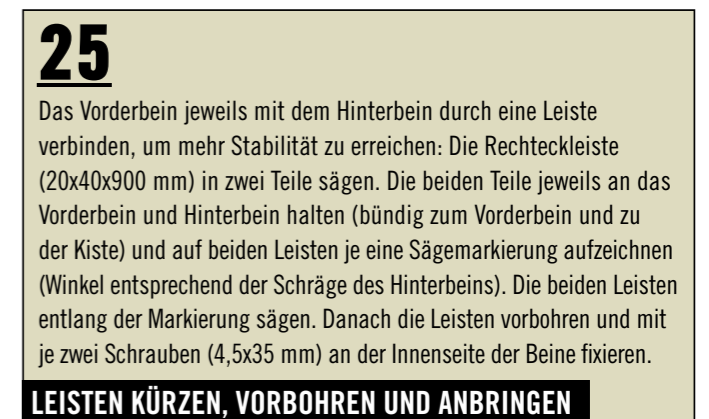 25
Das Vorderbein jeweils mit dem Hinterbein durch eine Leiste
verbinden, um mehr Stabilität zu erreichen: Die Rechteckleiste
(20x40x900 mm) in zwei Teile sägen. Die beiden Teile jeweils an das
Vorderbein und Hinterbein halten (bündig zum Vorderbein und zu
der Kiste) und auf beiden Leisten je eine Sägemarkierung aufzeichnen
(Winkel entsprechend der Schräge des Hinterbeins). Die beiden Leisten
entlang der Markierung sägen. Danach die Leisten vorbohren und mit
je zwei Schrauben (4,5x35 mm) an der Innenseite der Beine fixieren.
LEISTEN KÜRZEN, VORBOHREN UND ANBRINGEN